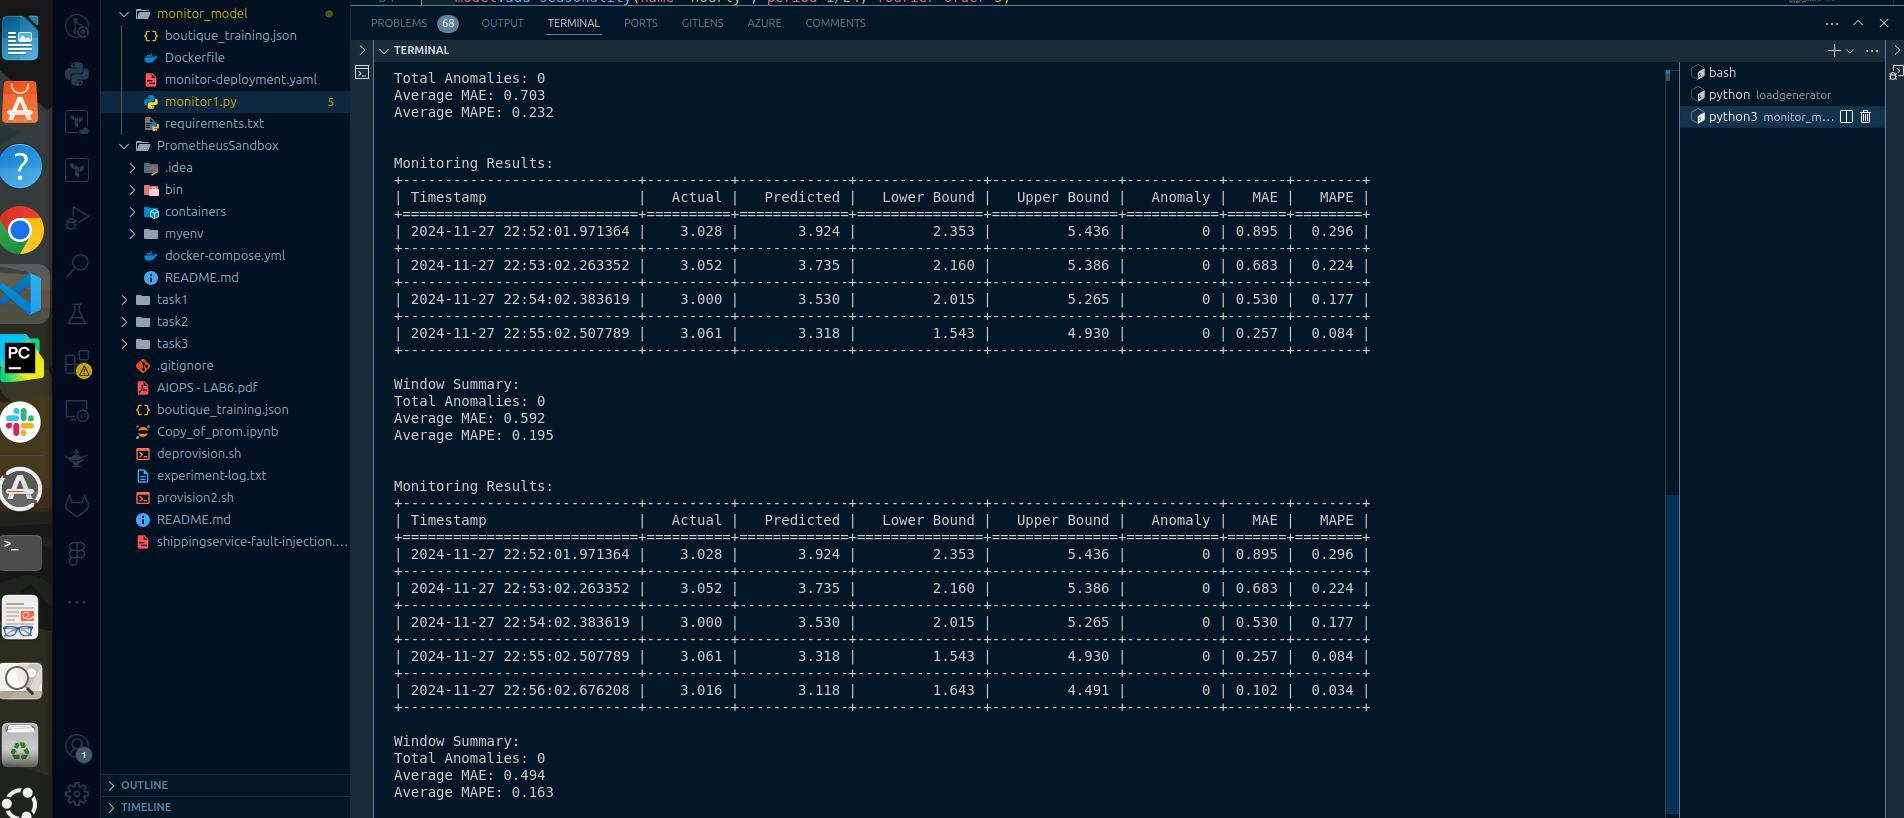 monitor_model
boutique_training.json
Dockerfile
monitor-deployment.yaml
monitor1.py 5
requirements.txt
PrometheusSandbox
.idea
bin
containers
myenv
docker-compose.yml
README.md
task1
task2
task3
.gitignore
AIOPS - LAB6.pdf
boutique_training.json
Copy_of_prom.ipynb
deprovision.sh
experiment-log.txt
provision2.sh
README.md
shippingservice-fault-injection....
OUTLINE
TIMELINE
PROBLEMS 68 OUTPUT TERMINAL PORTS GITLENS AZURE COMMENTS
TERMINAL
Total Anomalies: 0
Average MAE: 0.703
Average MAPE: 0.232
Monitoring Results:
| Timestamp | Actual | Predicted | Lower Bound | Upper Bound | Anomaly | MAE | MAPE |
| 2024-11-27 22:52:01.971364 | 3.028 | 3.924 | 2.353 | 5.436 | 0 | 0.895 | 0.296 |
| 2024-11-27 22:53:02.263352 | 3.052 | 3.735 | 2.160 | 5.386 | 0 | 0.683 | 0.224 |
| 2024-11-27 22:54:02.383619 | 3.000 | 3.530 | 2.015 | 5.265 | 0 | 0.530 | 0.177 |
| 2024-11-27 22:55:02.507789 | 3.061 | 3.318 | 1.543 | 4.930 | 0 | 0.257 | 0.084 |
Window Summary:
Total Anomalies: 0
Average MAE: 0.592
Average MAPE: 0.195
Monitoring Results:
| Timestamp | Actual | Predicted | Lower Bound | Upper Bound | Anomaly | MAE | MAPE |
| 2024-11-27 22:52:01.971364 | 3.028 | 3.924 | 2.353 | 5.436 | 0 | 0.895 | 0.296 |
| 2024-11-27 22:53:02.263352 | 3.052 | 3.735 | 2.160 | 5.386 | 0 | 0.683 | 0.224 |
| 2024-11-27 22:54:02.383619 | 3.000 | 3.530 | 2.015 | 5.265 | 0 | 0.530 | 0.177 |
| 2024-11-27 22:55:02.507789 | 3.061 | 3.318 | 1.543 | 4.930 | 0 | 0.257 | 0.084 |
| 2024-11-27 22:56:02.676208 | 3.016 | 3.118 | 1.643 | 4.491 | 0 | 0.102 | 0.034 |
Window Summary:
Total Anomalies: 0
Average MAE: 0.494
Average MAPE: 0.163
bash
python loadgenerator
python3 monitor_m...
PC
1